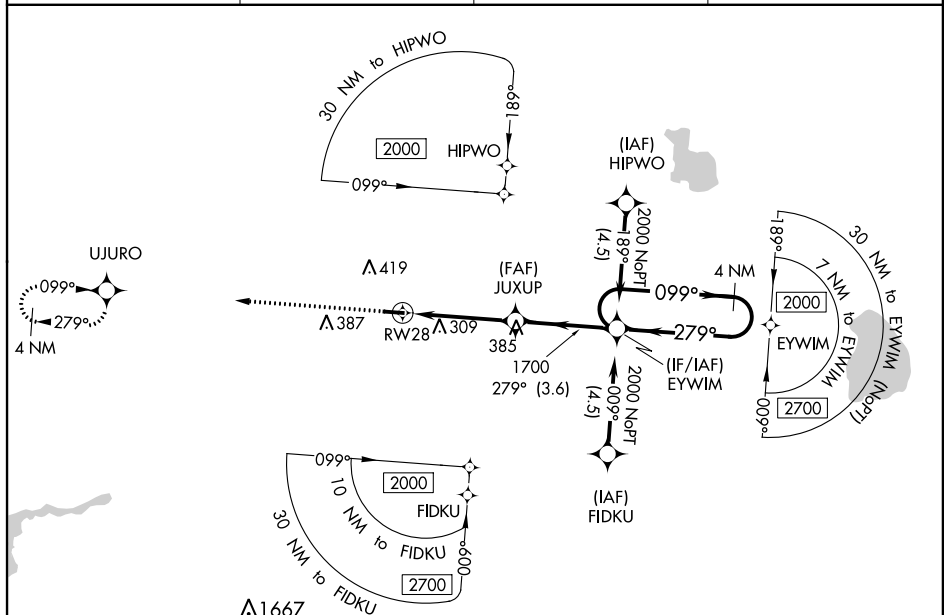 30 NM to HIPWO
189°
2000
HIPWO
099°
(IAF)
HIPWO
2000 NoPT
189°
(4.5)
UJURO
099°
279°
4 NM
419
(FAF)
JUXUP
4 NM
099°
279°
387
RW28
309
385
1700
279° (3.6)
(IF/IAF)
EYWIM
189°
30 NM to EYWIM (NoPT)
7 NM to EYWIM
2000
EYWIM
2700
009°
2000 NoPT
009°
(4.5)
(IAF)
FIDKU
099°
2000
10 NM to FIDKU
FIDKU
30 NM to FIDKU
2700
009°
1667